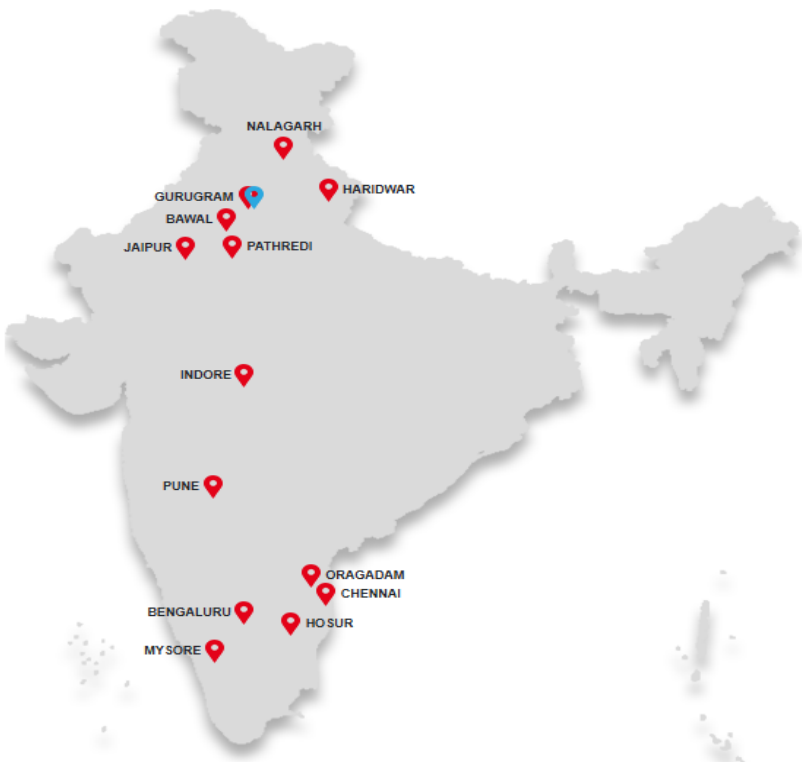 NALAGARH
HARIDWAR
GURUGRAM
BAWAL
JAIPUR
PATHREDI
INDORE
PUNE
ORAGADAM
CHENNAI
BENGALURU
HOSUR
MYSORE